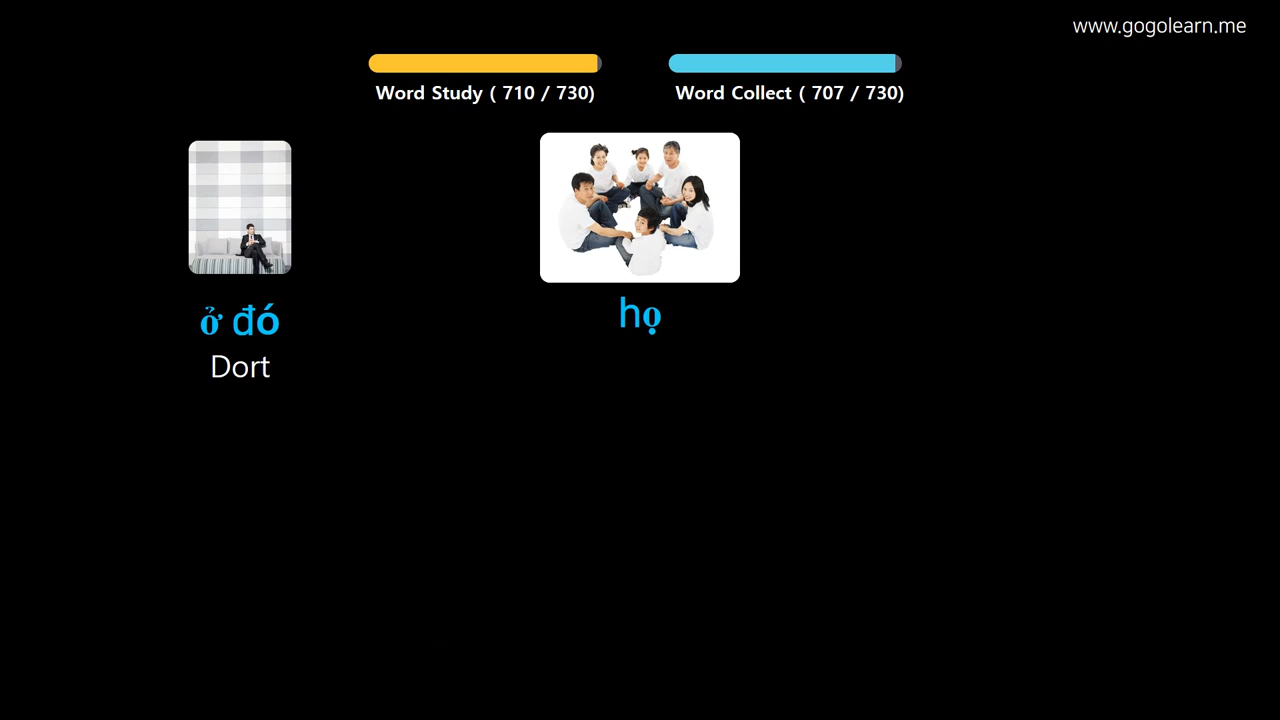 www.gogolearn.me
Word Study ( 710 / 730)
Word Collect ( 707 / 730)
ở đó
Dort
họ